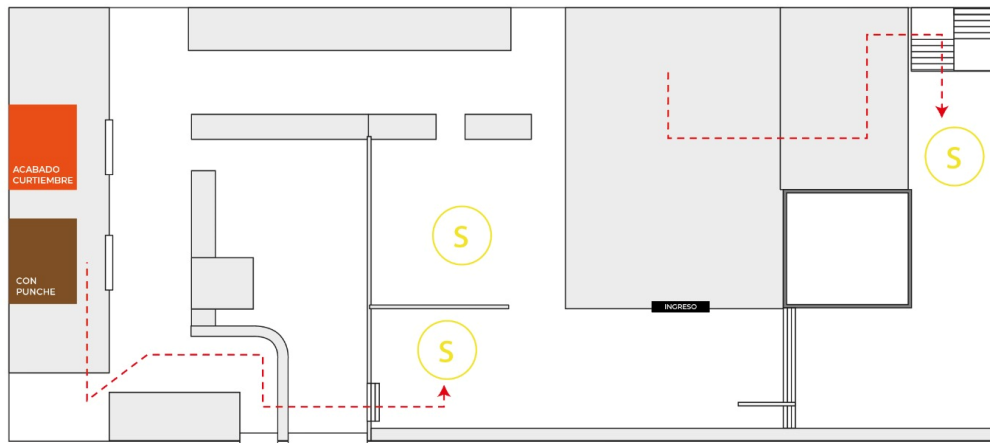 ACABADO
CURTIEMBRE
S
S
CON
PUNCHE
INGRESO
S